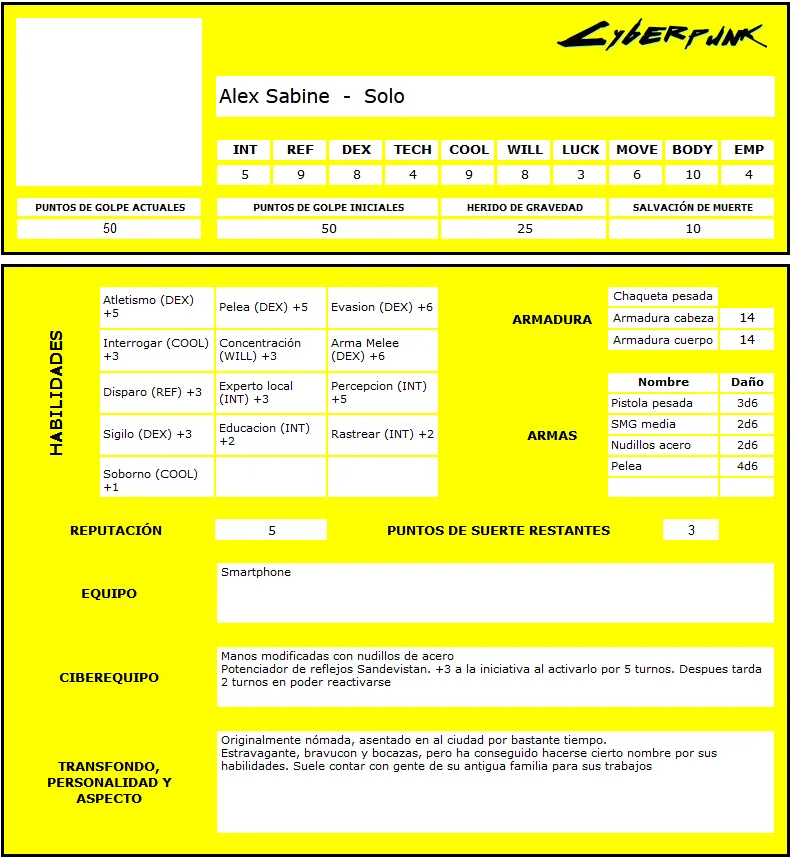 Cyberpunk
Alex Sabine - Solo
INT REF DEX TECH COOL WILL LUCK MOVE BODY EMP
5 9 8 4 9 8 3 6 10 4
PUNTOS DE GOLPE ACTUALES PUNTOS DE GOLPE INICIALES HERIDO DE GRAVEDAD SALVACIÓN DE MUERTE
50 50 25 10
HABILIDADES
Atletismo (DEX)
+5
Pelea (DEX) +5
Evasion (DEX) +6
Interrogar (COOL)
+3
Concentración
(WILL) +3
Arma Melee
(DEX) +6
Disparo (REF) +3
Experto local
(INT) +3
Percepcion (INT)
+5
Sigilo (DEX) +3
Educacion (INT)
+2
Rastrear (INT) +2
Soborno (COOL)
+1
ARMADURA
Chaqueta pesada
Armadura cabeza 14
Armadura cuerpo 14
ARMAS
Nombre Daño
Pistola pesada 3d6
SMG media 2d6
Nudillos acero 2d6
Pelea 4d6
REPUTACIÓN 5 PUNTOS DE SUERTE RESTANTES 3
EQUIPO
Smartphone
CIBEREQUIPO
Manos modificadas con nudillos de acero
Potenciador de reflejos Sandevistan. +3 a la iniciativa al activarlo por 5 turnos. Despues tarda
2 turnos en poder reactivarse
TRANSFONDO,
PERSONALIDAD Y
ASPECTO
Originalmente nómada, asentado en al ciudad por bastante tiempo.
Estravagante, bravucon y bocazas, pero ha conseguido hacerse cierto nombre por sus
habilidades. Suele contar con gente de su antigua familia para sus trabajos